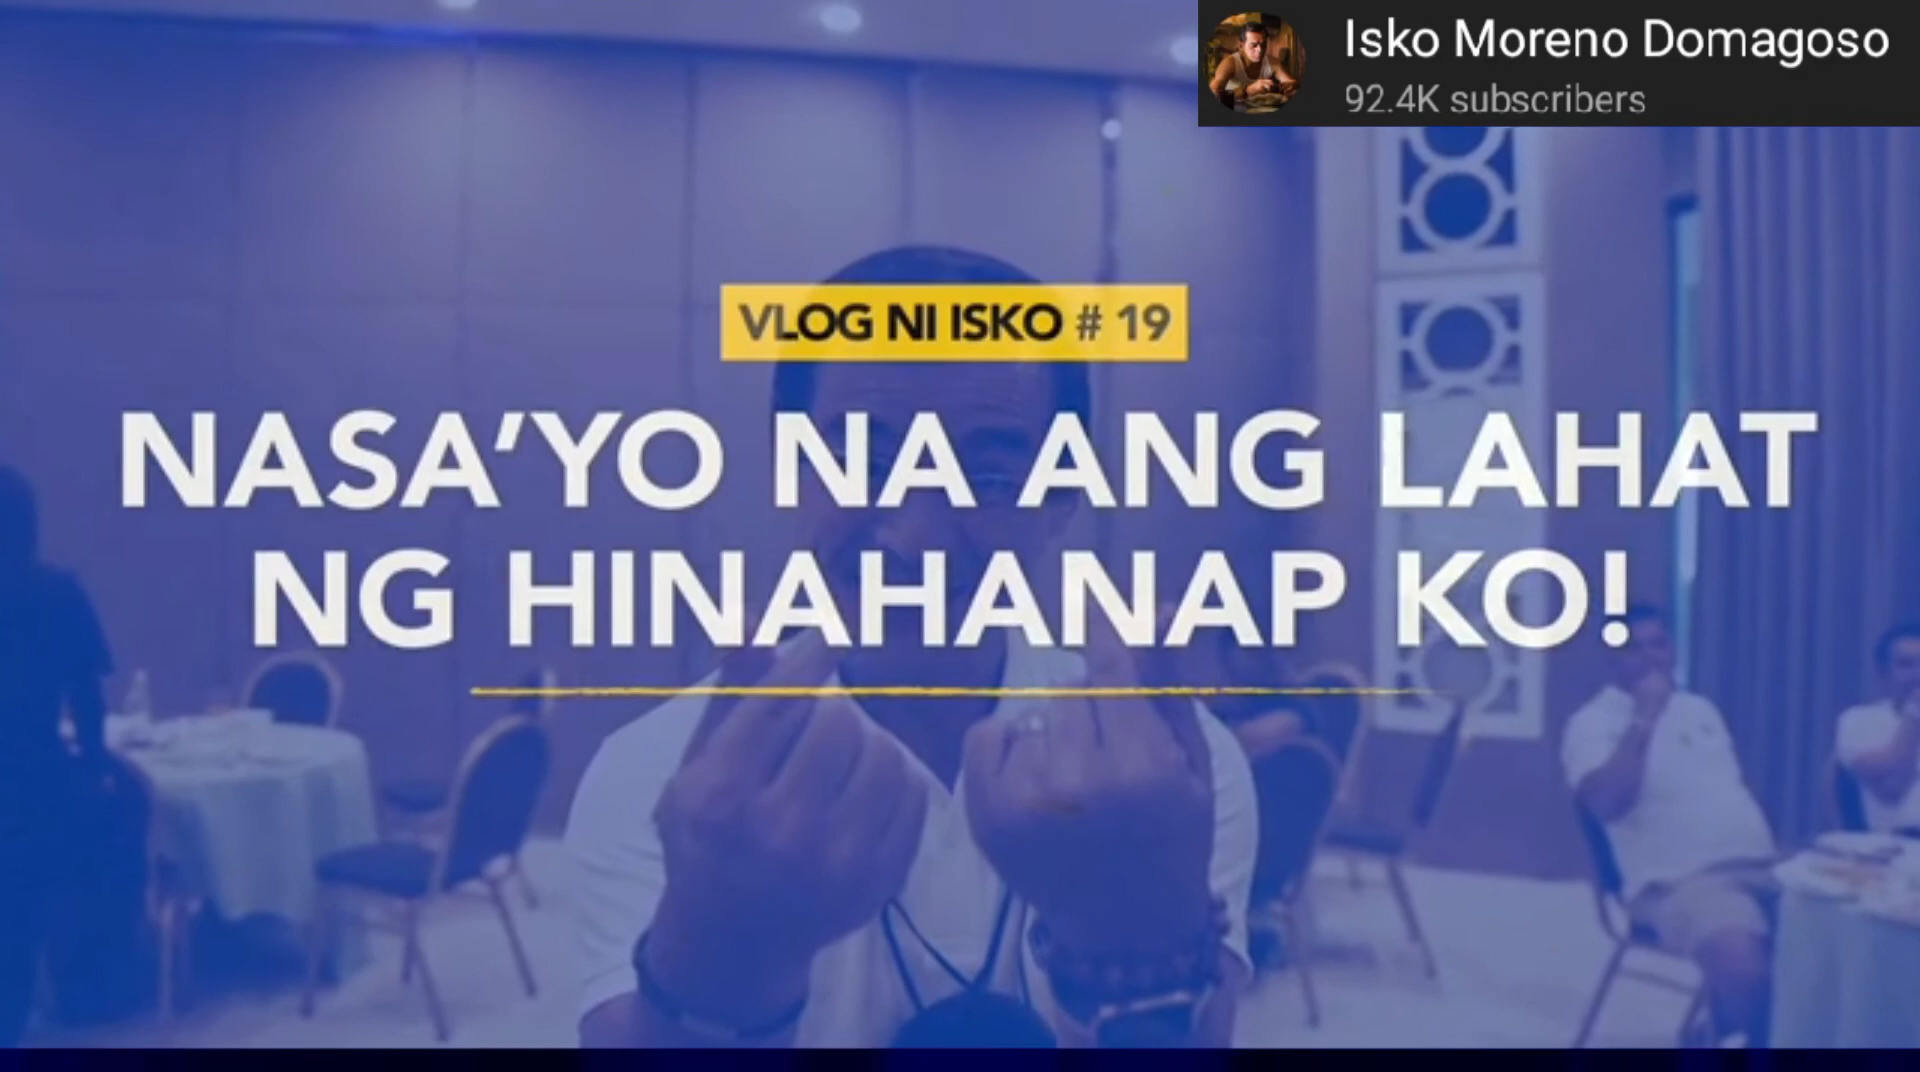 Isko Moreno Domagoso
92.4K subscribers
VLOG NI ISKO # 19
NASA’YO NA ANG LAHAT
NG HINAHANAP KO!